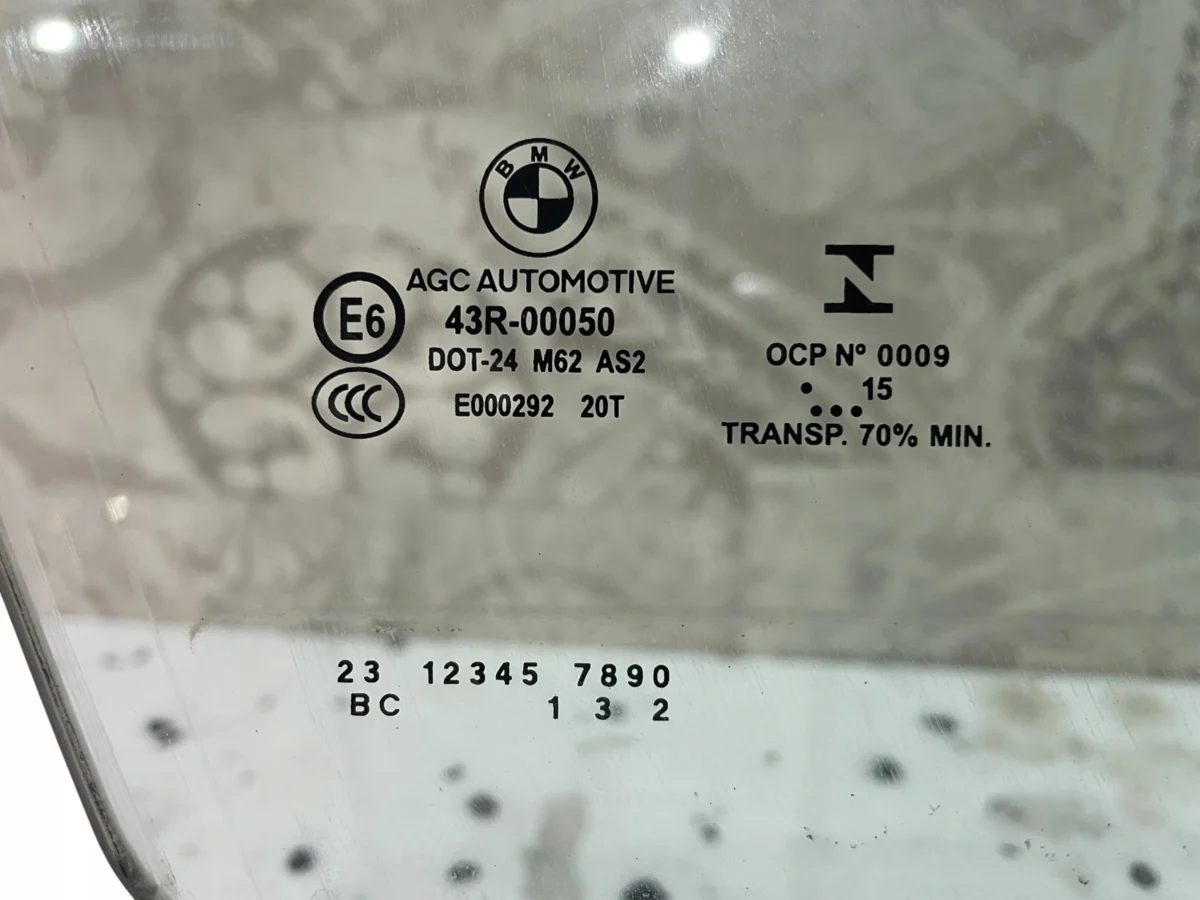 BMW
AGC AUTOMOTIVE
E6
43R-00050
DOT-24 M62 AS2
CCC
E000292 20T
N
OCP Nº 0009
• 15
•••
TRANSP. 70% MIN.
23 12345 7890
BC 1 3 2